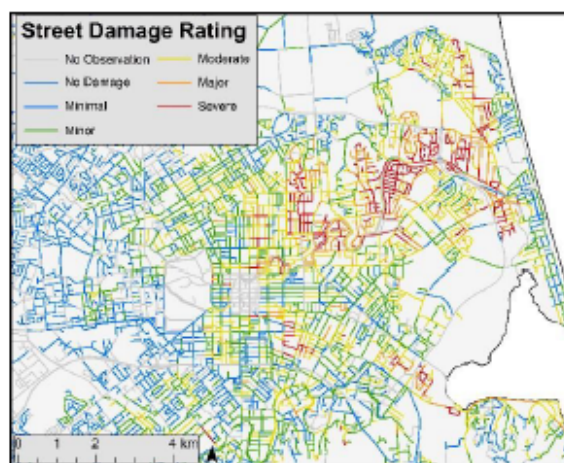 Street Damage Rating
No Observation
Moderate
No Damage
Major
Minimal
Severe
Minor
0 1 2 4 km